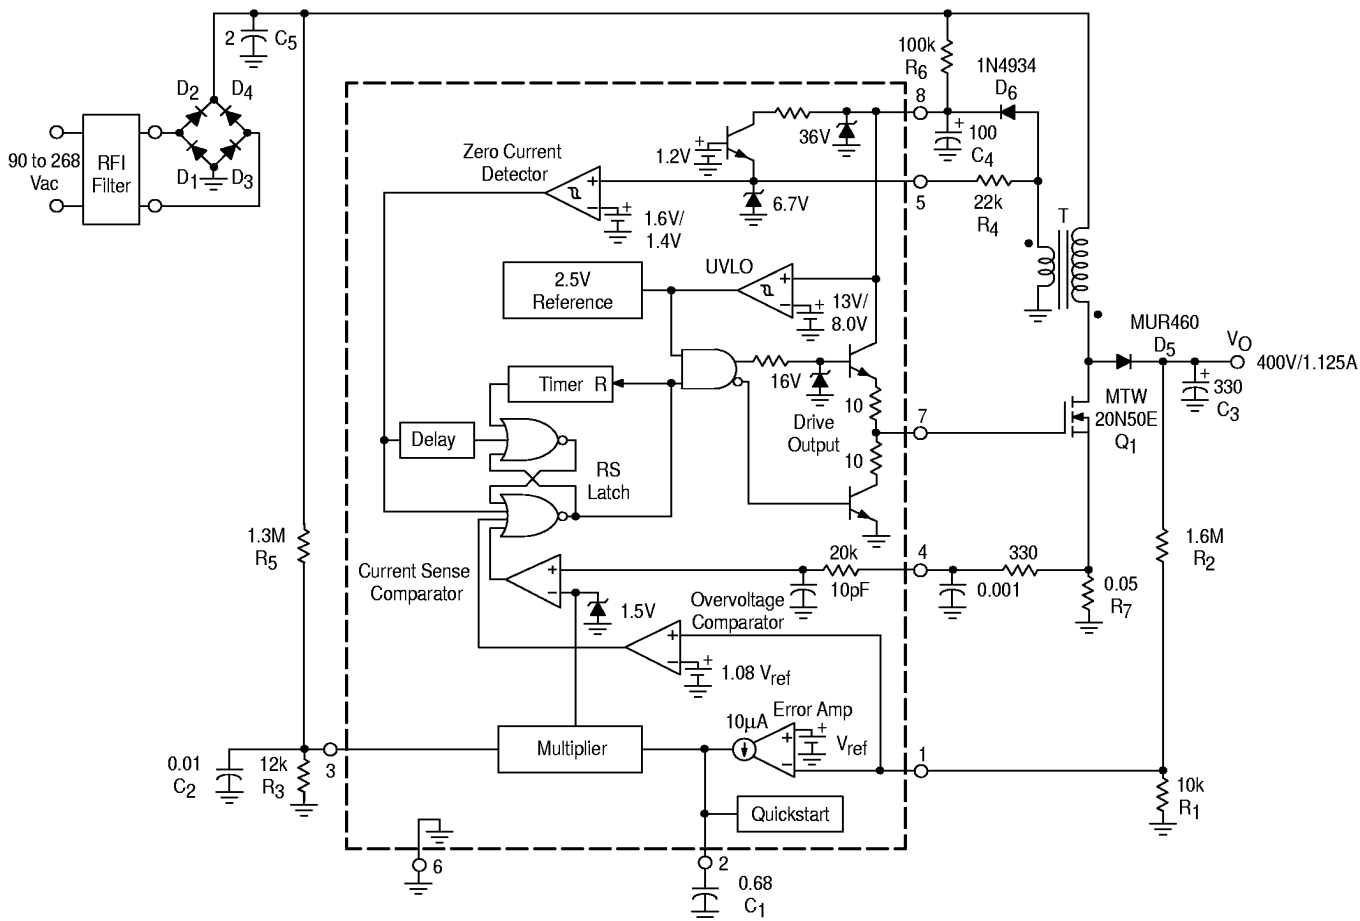 2 C5
100k
R6
1N4934
D6
D2 D4
8
36V
100
C4
1.2V
90 to 268
Vac
RFI
Filter
D1 D3
Zero Current
Detector
1.6V/
1.4V
6.7V
5
22k
R4
T
2.5V
Reference
UVLO
13V/
8.0V
MUR460
D5
VO
400V/1.125A
330
C3
Timer R
16V
10
Drive
Output
10
7
MTW
20N50E
Q1
Delay
RS
Latch
1.3M
R5
1.6M
R2
Current Sense
Comparator
20k
10pF
4
330
0.001
0.05
R7
1.5V
Overvoltage
Comparator
1.08 Vref
Multiplier
10μA
Error Amp
Vref
1
3
0.01
C2
12k
R3
10k
R1
Quickstart
6
2
0.68
C1